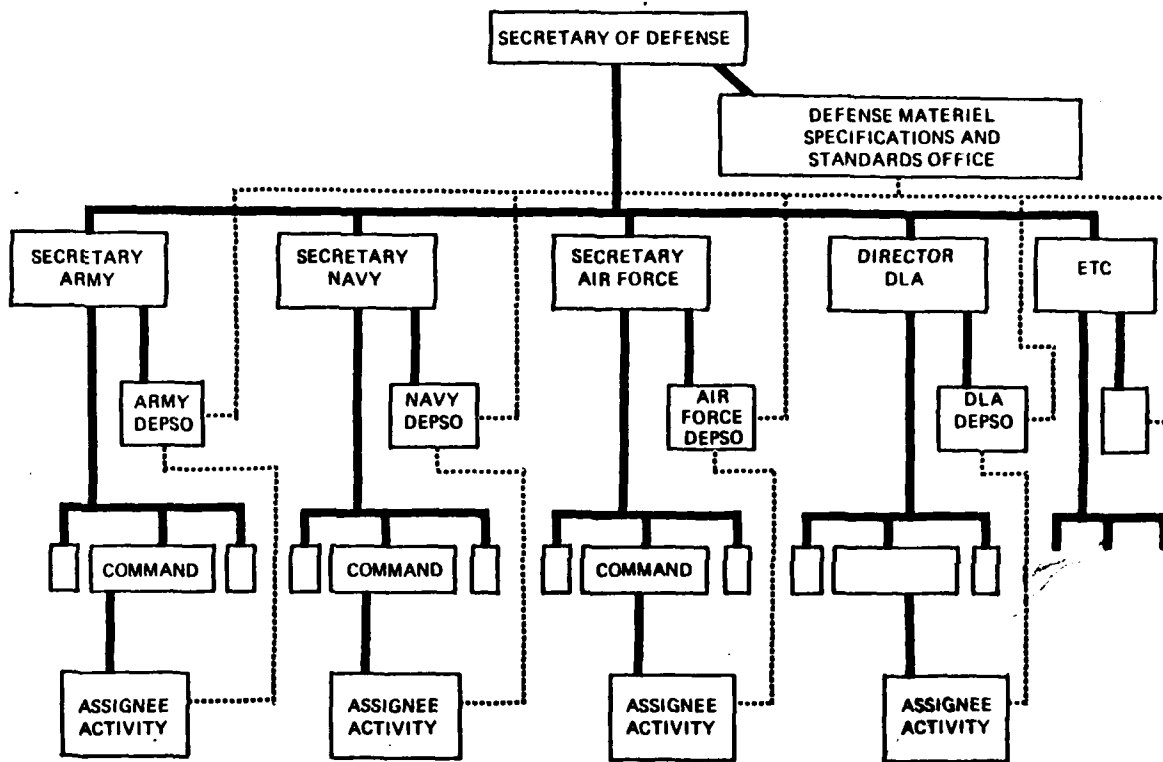 SECRETARY OF DEFENSE
DEFENSE MATERIEL
SPECIFICATIONS AND
STANDARDS OFFICE
SECRETARY
ARMY
SECRETARY
NAVY
SECRETARY
AIR FORCE
DIRECTOR
DLA
ETC
ARMY
DEPSO
NAVY
DEPSO
AIR
FORCE
DEPSO
DLA
DEPSO
COMMAND
COMMAND
COMMAND
ASSIGNEE
ACTIVITY
ASSIGNEE
ACTIVITY
ASSIGNEE
ACTIVITY
ASSIGNEE
ACTIVITY